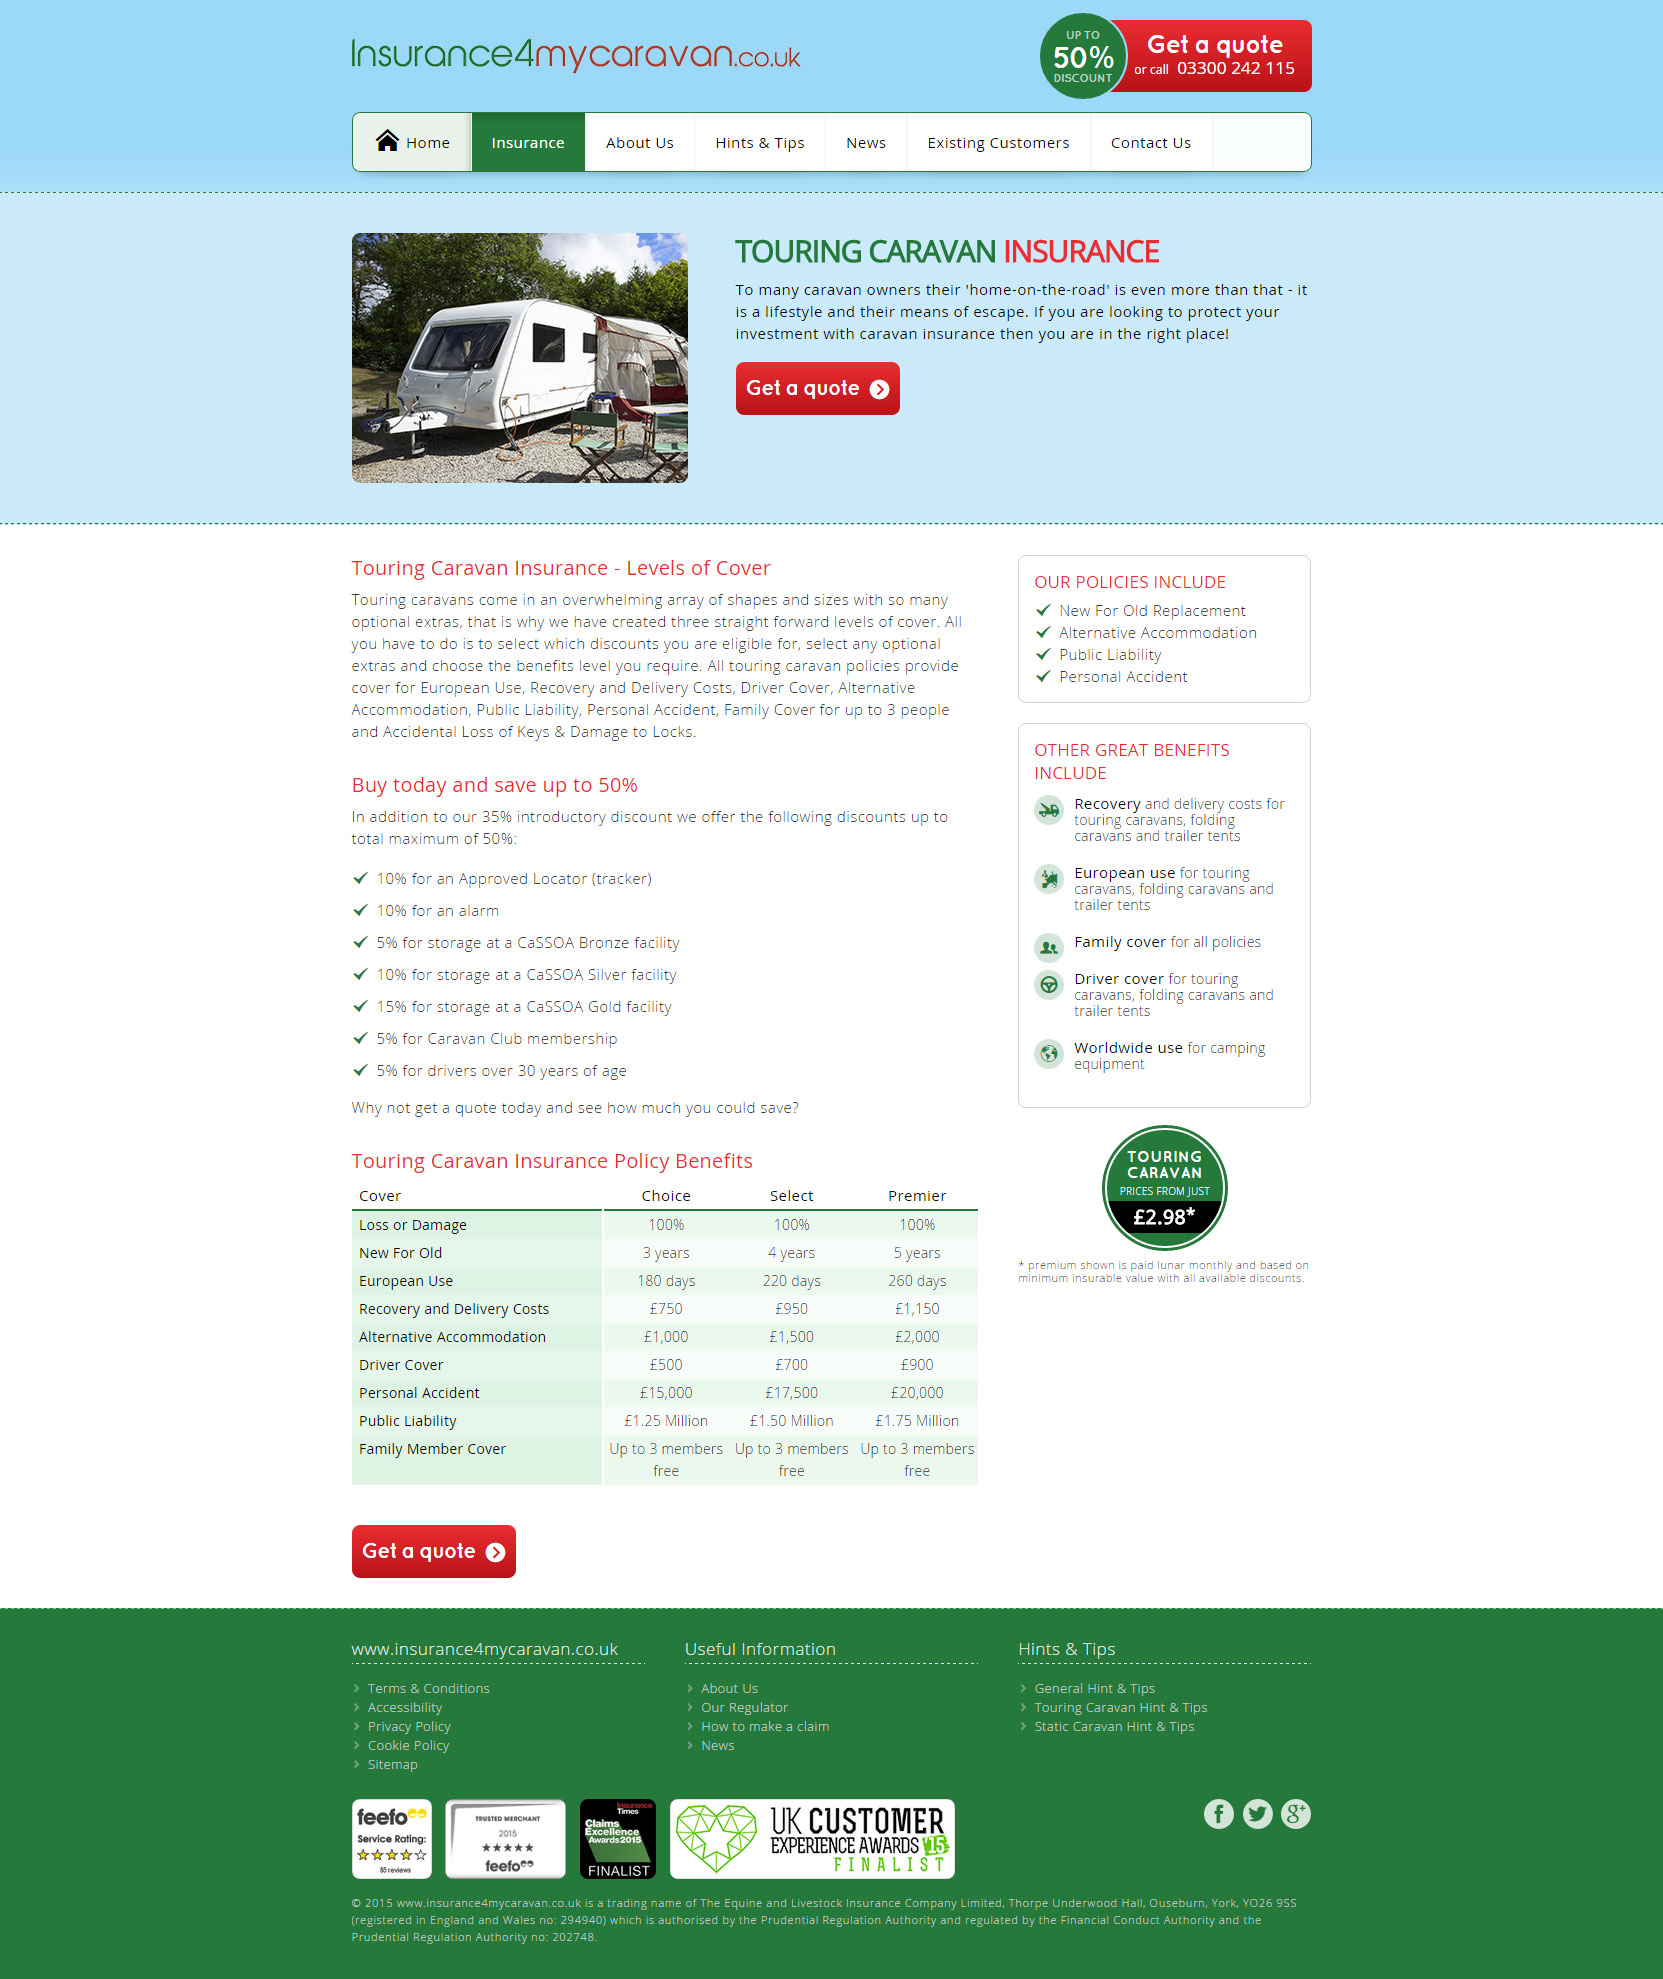 Insurance4mycaravan.co.uk
UP TO
50%
DISCOUNT
Get a quote
or call 03300 242 115
Home
Insurance
About Us
Hints & Tips
News
Existing Customers
Contact Us
TOURING CARAVAN INSURANCE
To many caravan owners their 'home-on-the-road' is even more than that - it
is a lifestyle and their means of escape. If you are looking to protect your
investment with caravan insurance then you are in the right place!
Get a quote
Touring Caravan Insurance - Levels of Cover
Touring caravans come in an overwhelming array of shapes and sizes with so many
optional extras, that is why we have created three straight forward levels of cover. All
you have to do is to select which discounts you are eligible for, select any optional
extras and choose the benefits level you require. All touring caravan policies provide
cover for European Use, Recovery and Delivery Costs, Driver Cover, Alternative
Accommodation, Public Liability, Personal Accident, Family Cover for up to 3 people
and Accidental Loss of Keys & Damage to Locks.
Buy today and save up to 50%
In addition to our 35% introductory discount we offer the following discounts up to
total maximum of 50%:
10% for an Approved Locator (tracker)
10% for an alarm
5% for storage at a CaSSOA Bronze facility
10% for storage at a CaSSOA Silver facility
15% for storage at a CaSSOA Gold facility
5% for Caravan Club membership
5% for drivers over 30 years of age
Why not get a quote today and see how much you could save?
Touring Caravan Insurance Policy Benefits
Cover Choice Select Premier
Loss or Damage 100% 100% 100%
New For Old 3 years 4 years 5 years
European Use 180 days 220 days 260 days
Recovery and Delivery Costs £750 £950 £1,150
Alternative Accommodation £1,000 £1,500 £2,000
Driver Cover £500 £700 £900
Personal Accident £15,000 £17,500 £20,000
Public Liability £1.25 Million £1.50 Million £1.75 Million
Family Member Cover Up to 3 members Up to 3 members Up to 3 members
free free free
Get a quote
OUR POLICIES INCLUDE
New For Old Replacement
Alternative Accommodation
Public Liability
Personal Accident
OTHER GREAT BENEFITS
INCLUDE
Recovery and delivery costs for
touring caravans, folding
caravans and trailer tents
European use for touring
caravans, folding caravans and
trailer tents
Family cover for all policies
Driver cover for touring
caravans, folding caravans and
trailer tents
Worldwide use for camping
equipment
TOURING
CARAVAN
PRICES FROM JUST
£2.98*
* premium shown is paid lunar monthly and based on
minimum insurable value with all available discounts.
www.insurance4mycaravan.co.uk
Terms & Conditions
Accessibility
Privacy Policy
Cookie Policy
Sitemap
Useful Information
About Us
Our Regulator
How to make a claim
News
Hints & Tips
General Hint & Tips
Touring Caravan Hint & Tips
Static Caravan Hint & Tips
feefo
Service Rating:
85 reviews
TRUSTED MERCHANT
2015
feefo
Insurance
Times
Claims
Excellence
Awards2015
FINALIST
UK CUSTOMER
EXPERIENCE AWARDS '15
FINALIST
f
g+
© 2015 www.insurance4mycaravan.co.uk is a trading name of The Equine and Livestock Insurance Company Limited, Thorpe Underwood Hall, Ouseburn, York, YO26 9SS
(registered in England and Wales no: 294940) which is authorised by the Prudential Regulation Authority and regulated by the Financial Conduct Authority and the
Prudential Regulation Authority no: 202748.